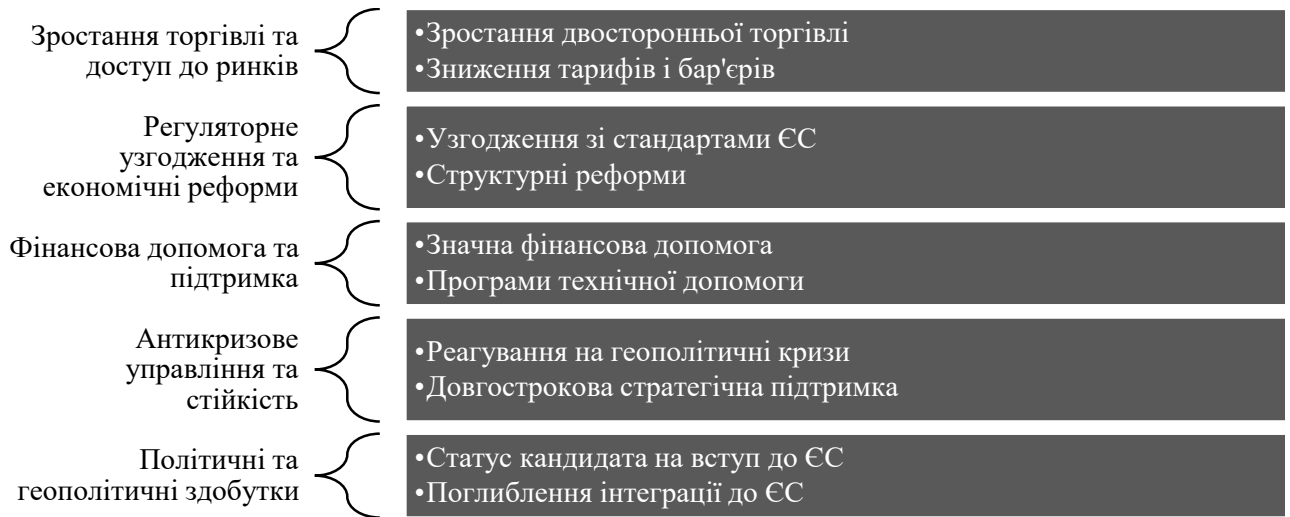 Зростання торгівлі та
доступ до ринків
•Зростання двосторонньої торгівлі
•Зниження тарифів і бар'єрів
Регуляторне
узгодження та
економічні реформи
•Узгодження зі стандартами ЄС
•Структурні реформи
Фінансова допомога та
підтримка
•Значна фінансова допомога
•Програми технічної допомоги
Антикризове
управління та
стійкість
•Реагування на геополітичні кризи
•Довгострокова стратегічна підтримка
Політичні та
геополітичні здобутки
•Статус кандидата на вступ до ЄС
•Поглиблення інтеграції до ЄС